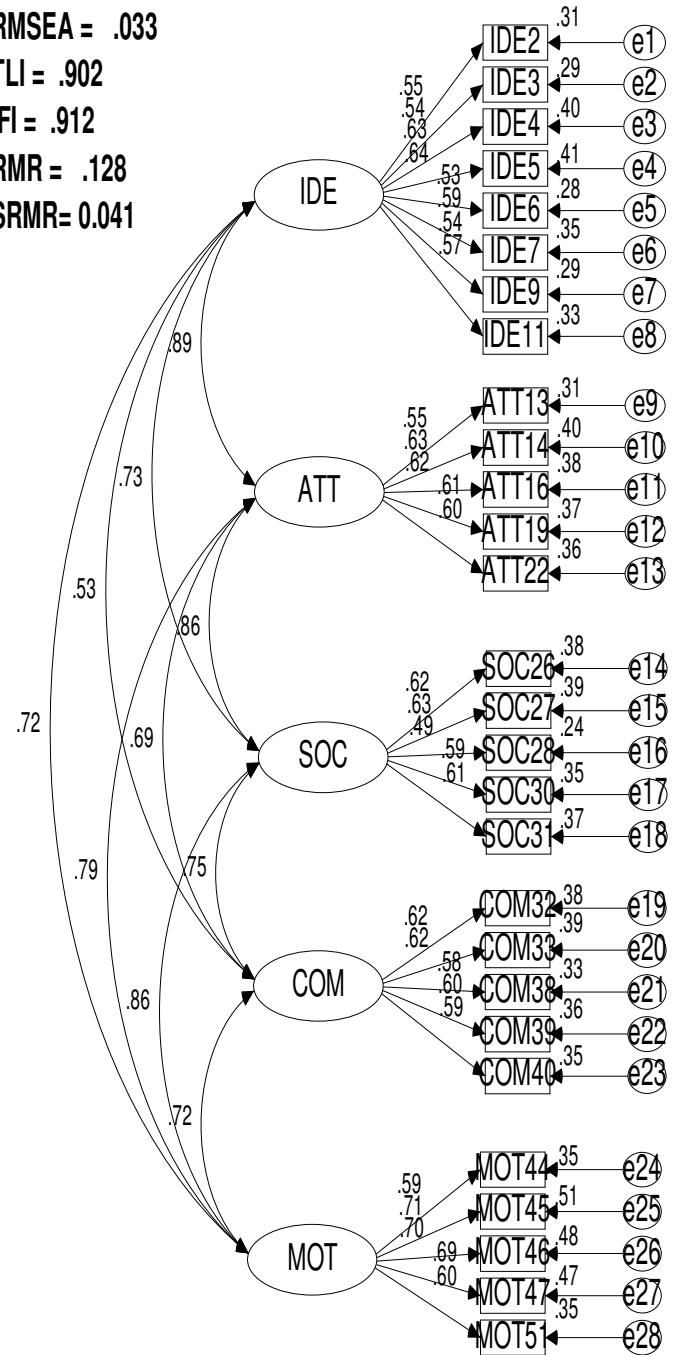 RMSEA = .033
TLI = .902
FI = .912
RMR = .128
SRMR= 0.041
IDE
.55
.54
.63
.64
.53
.59
.54
.57
IDE2
.31
e1
IDE3
.29
e2
IDE4
.40
e3
IDE5
.41
e4
IDE6
.28
e5
IDE7
.35
e6
IDE9
.29
e7
IDE11
.33
e8
.89
ATT
.55
.63
.62
.61
.60
ATT13
.31
e9
ATT14
.40
e10
ATT16
.38
e11
ATT19
.37
e12
ATT22
.36
e13
.73
.53
.86
.72
.69
SOC
.62
.63
.49
.59
.61
SOC26
.38
e14
SOC27
.39
e15
SOC28
.24
e16
SOC30
.35
e17
SOC31
.37
e18
.79
.75
.86
COM
.62
.62
.58
.60
.59
COM32
.38
e19
COM33
.39
e20
COM38
.33
e21
COM39
.36
e22
COM40
.35
e23
.72
MOT
.59
.71
.70
.69
.60
MOT44
.35
e24
MOT45
.51
e25
MOT46
.48
e26
MOT47
.47
e27
MOT51
.35
e28